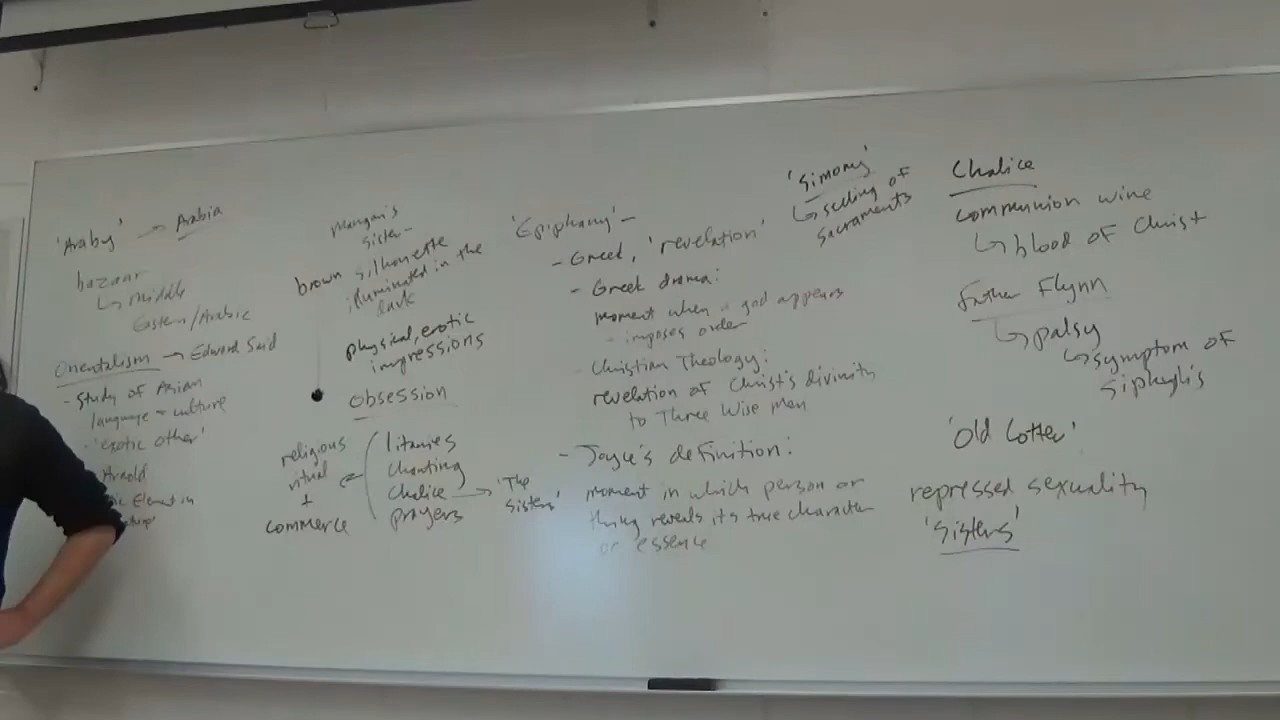 'Araby' → Arabia
bazaar
↳ Middle
Eastern/Arabic
Orientalism → Edward Said
- Study of Asian
language + culture
- 'exotic other'
Arnold
Element in
Mangan's
sister -
brown silhouette
illuminated in the
dark
physical, erotic
impressions
obsession
religious
ritual
+
commerce
litanies
chanting
chalice → 'The
Sisters'
prayers
'Epiphany' -
- Greek, 'revelation'
- Greek drama:
moment when a god appears
- imposes order
- Christian Theology:
revelation of Christ's divinity
to Three Wise Men
- Joyce's definition:
moment in which person or
thing reveals its true character
or essence
'Simony'
↳ selling of
sacraments
Chalice
communion wine
↳ blood of Christ
Father Flynn
↳ palsy
↳ symptom of
Siphylis
'Old Cotter'
repressed sexuality
'Sisters'